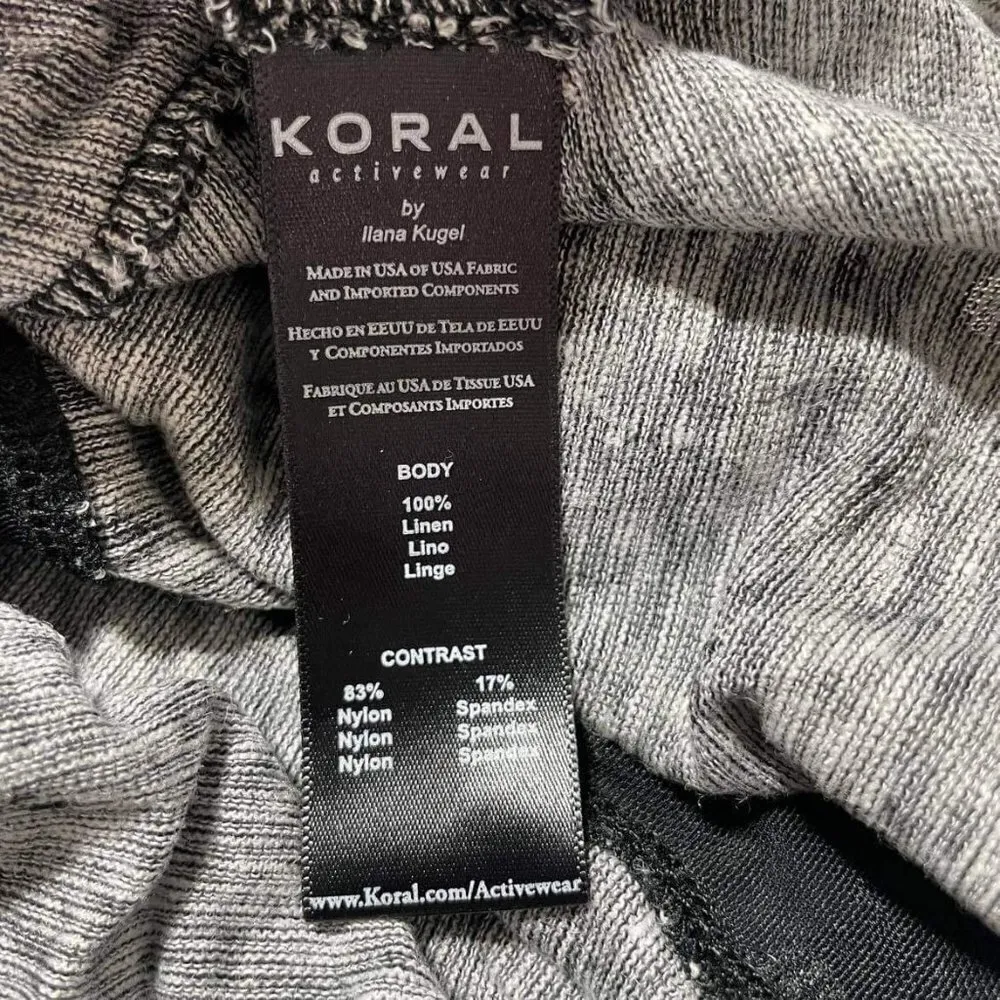 KORAL
activewear
by
Ilana Kugel
MADE IN USA OF USA FABRIC
AND IMPORTED COMPONENTS
HECHO EN EEUU DE TELA DE EEUU
Y COMPONENTES IMPORTADOS
FABRIQUE AU USA DE TISSUE USA
ET COMPOSANTS IMPORTES
BODY
100%
Linen
Lino
Linge
CONTRAST
83% 17%
Nylon Spandex
Nylon Spandex
Nylon Spandex
www.Koral.com/Activewear